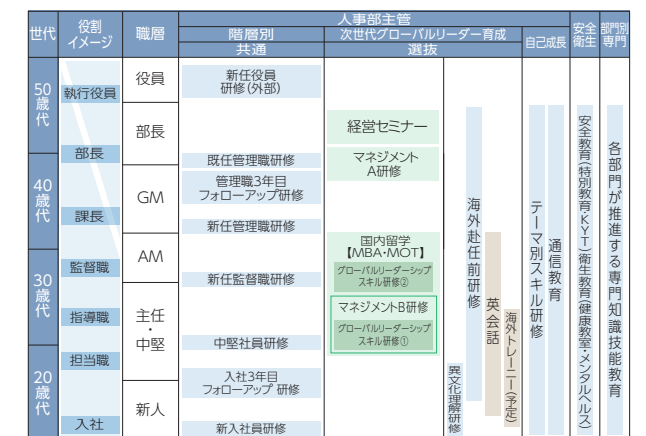 世代
役割
イメージ
職層
人事部主管
階層別
共通
次世代グローバルリーダー育成
選抜
自己成長
安全
衛生
部門別
専門
50歳代
40歳代
30歳代
20歳代
執行役員
部長
課長
監督職
指導職
担当職
入社
役員
部長
GM
AM
主任
・
中堅
新人
新任役員
研修(外部)
既任管理職研修
管理職3年目
フォローアップ研修
新任管理職研修
新任監督職研修
中堅社員研修
入社3年目
フォローアップ 研修
新入社員研修
経営セミナー
マネジメント
A研修
国内留学
【MBA・MOT】
グローバルリーダーシップ
スキル研修②
マネジメントB研修
グローバルリーダーシップ
スキル研修①
異文化理解研修
海外赴任前研修
英会話
海外トレーニー(予定)
テーマ別スキル研修
通信教育
安全教育(特別教育・KYT)衛生教育(健康教室・メンタルヘルス)
各部門が推進する専門知識技能教育